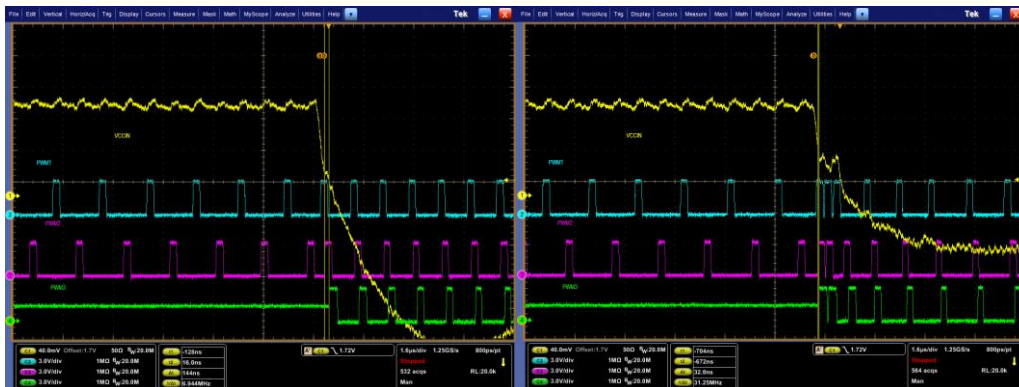 File Edit Vertical Horiz/Acq Trig Display Cursors Measure Mask Math MyScope Analyze Utilities Help
Tek
VCCIN
PWM1
PWM2
40.0mV Offset:1.7V 50Ω BW:20.0M
3.0V/div 1MΩ BW:20.0M
3.0V/div 1MΩ BW:20.0M
3.0V/div 1MΩ BW:20.0M
-128ns
16.0ns
144ns
6.944MHz
1.72V
1.6µs/div 1.25GS/s 800ps/pt
Stopped
532 acqs RL:20.0k
Man
File Edit Vertical Horiz/Acq Trig Display Cursors Measure Mask Math MyScope Analyze Utilities Help
Tek
VCCIN
40.0mV Offset:1.7V 50Ω BW:20.0M
3.0V/div 1MΩ BW:20.0M
3.0V/div 1MΩ BW:20.0M
3.0V/div 1MΩ BW:20.0M
-704ns
-672ns
32.0ns
31.25MHz
1.72V
1.6µs/div 1.25GS/s 800ps/pt
Stopped
564 acqs RL:20.0k
Man